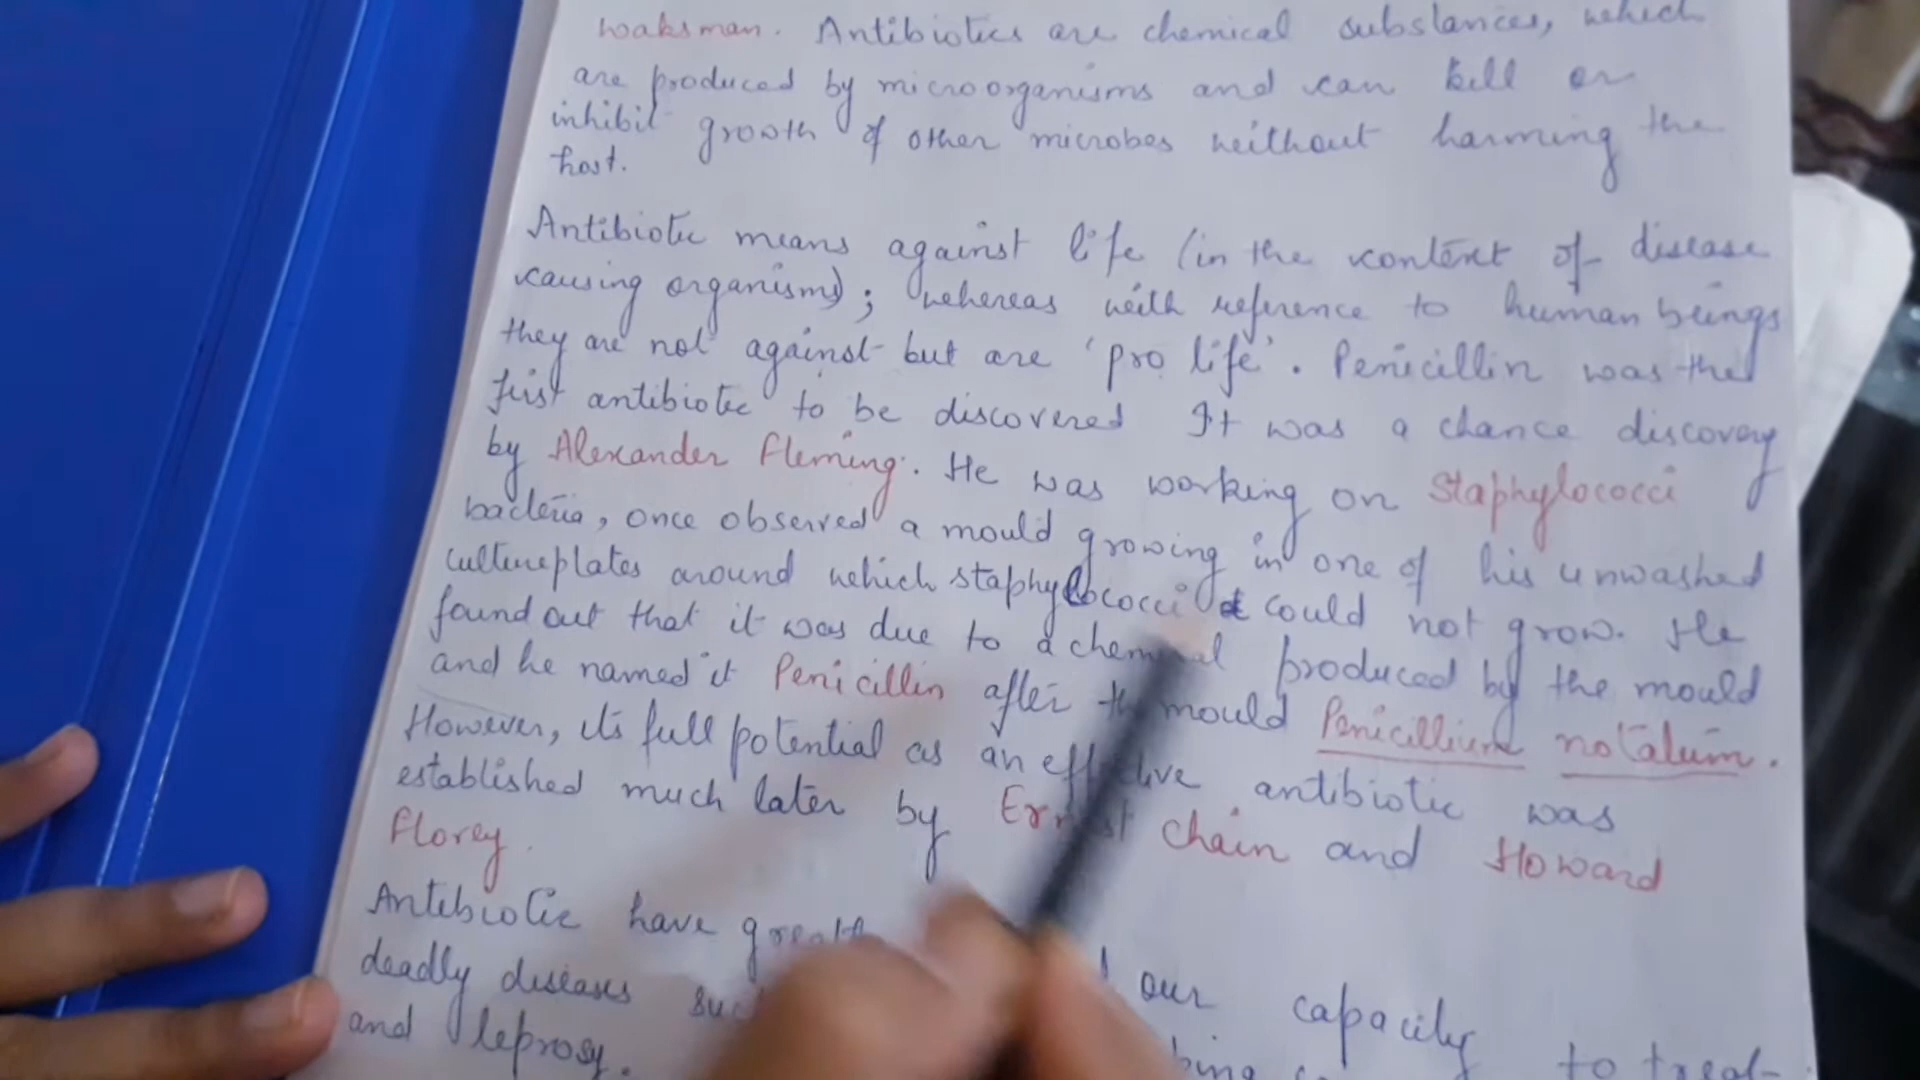 Waksman. Antibiotics are chemical substances, which
are produced by microorganisms and can kill or
inhibit growth of other microbes without harming the
host.
Antibiotic means against life (in the context of disease
causing organisms); whereas with reference to human beings
they are not against but are 'pro life'. Penicillin was the
first antibiotic to be discovered It was a chance discovery
by Alexander Fleming. He was working on Staphylococci
bacteria, once observed a mould growing in one of his unwashed
culture plates around which staphylococci could not grow. He
found out that it was due to a chemical produced by the mould
and he named it Penicillin after the mould Penicillium notatum.
However, its full potential as an effective antibiotic was
established much later by Ernest Chain and Howard
Florey.
Antibiotic have our capacity to treat
deadly diseases
and leprosy.